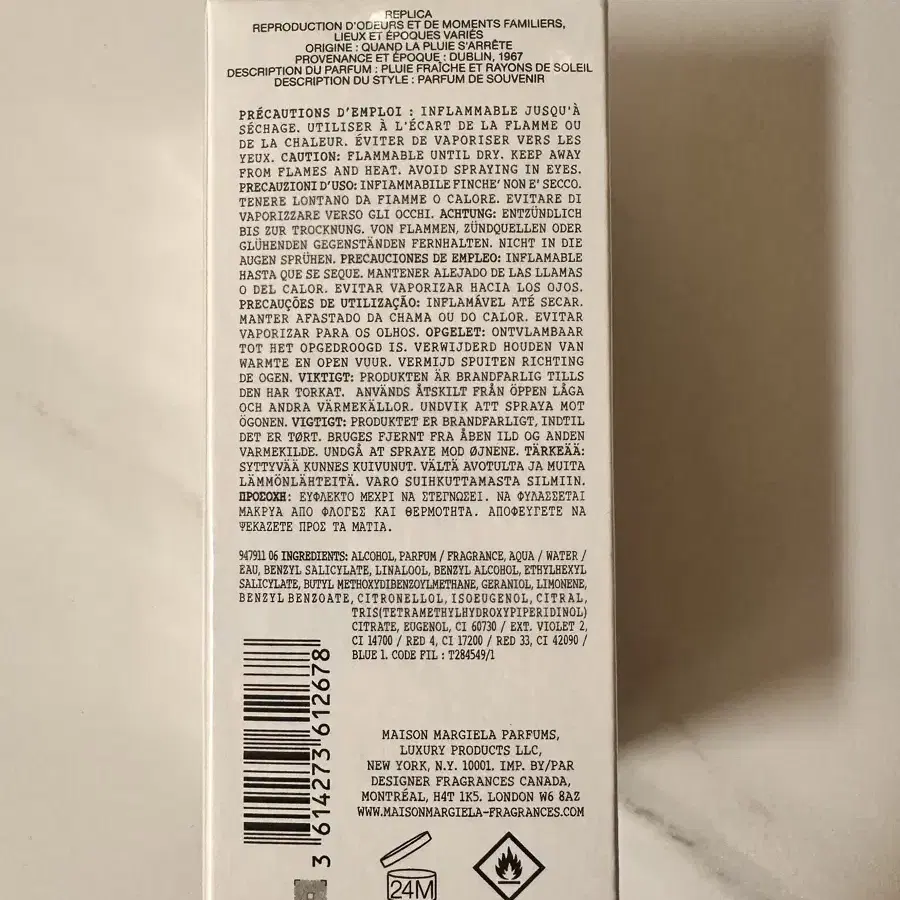 REPLICA
REPRODUCTION D'ODEURS ET DE MOMENTS FAMILIERS,
LIEUX ET ÉPOQUES VARIÉS
ORIGINE : QUAND LA PLUIE S'ARRÊTE
PROVENANCE ET ÉPOQUE : DUBLIN, 1967
DESCRIPTION DU PARFUM : PLUIE FRAÎCHE ET RAYONS DE SOLEIL
DESCRIPTION DU STYLE : PARFUM DE SOUVENIR
PRÉCAUTIONS D'EMPLOI : INFLAMMABLE JUSQU'À
SÉCHAGE. UTILISER À L'ÉCART DE LA FLAMME OU
DE LA CHALEUR. ÉVITER DE VAPORISER VERS LES
YEUX. CAUTION: FLAMMABLE UNTIL DRY. KEEP AWAY
FROM FLAMES AND HEAT. AVOID SPRAYING IN EYES.
PRECAUZIONI D'USO: INFIAMMABILE FINCHE' NON E' SECCO.
TENERE LONTANO DA FIAMME O CALORE. EVITARE DI
VAPORIZZARE VERSO GLI OCCHI. ACHTUNG: ENTZÜNDLICH
BIS ZUR TROCKNUNG. VON FLAMMEN, ZÜNDQUELLEN ODER
GLÜHENDEN GEGENSTÄNDEN FERNHALTEN. NICHT IN DIE
AUGEN SPRÜHEN. PRECAUCIONES DE EMPLEO: INFLAMABLE
HASTA QUE SE SEQUE. MANTENER ALEJADO DE LAS LLAMAS
O DEL CALOR. EVITAR VAPORIZAR HACIA LOS OJOS.
PRECAUÇÕES DE UTILIZAÇÃO: INFLAMÁVEL ATÉ SECAR.
MANTER AFASTADO DA CHAMA OU DO CALOR. EVITAR
VAPORIZAR PARA OS OLHOS. OPGELET: ONTVLAMBAAR
TOT HET OPGEDROOGD IS. VERWIJDERD HOUDEN VAN
WARMTE EN OPEN VUUR. VERMIJD SPUITEN RICHTING
DE OGEN. VIKTIGT: PRODUKTEN ÄR BRANDFARLIG TILLS
DEN HAR TORKAT. ANVÄNDS ÅTSKILT FRÅN ÖPPEN LÅGA
OCH ANDRA VÄRMEKÄLLOR. UNDVIK ATT SPRAYA MOT
ÖGONEN. VIGTIGT: PRODUKTET ER BRANDFARLIGT, INDTIL
DET ER TØRT. BRUGES FJERNT FRA ÅBEN ILD OG ANDEN
VARMEKILDE. UNDGÅ AT SPRAYE MOD ØJNENE. TÄRKEÄÄ:
SYTTYVÄÄ KUNNES KUIVUNUT. VÄLTÄ AVOTULTA JA MUITA
LÄMMÖNLÄHTEITÄ. VARO SUIHKUTTAMASTA SILMIIN.
ΠΡΟΣΟΧΗ: ΕΥΦΛΕΚΤΟ ΜΕΧΡΙ ΝΑ ΣΤΕΓΝΩΣΕΙ. ΝΑ ΦΥΛΑΣΣΕΤΑΙ
ΜΑΚΡΥΑ ΑΠΟ ΦΛΟΓΕΣ ΚΑΙ ΘΕΡΜΟΤΗΤΑ. ΑΠΟΦΕΥΓΕΤΕ ΝΑ
ΨΕΚΑΖΕΤΕ ΠΡΟΣ ΤΑ ΜΑΤΙΑ.
947911 06 INGREDIENTS: ALCOHOL, PARFUM / FRAGRANCE, AQUA / WATER /
EAU, BENZYL SALICYLATE, LINALOOL, BENZYL ALCOHOL, ETHYLHEXYL
SALICYLATE, BUTYL METHOXYDIBENZOYLMETHANE, GERANIOL, LIMONENE,
BENZYL BENZOATE, CITRONELLOL, ISOEUGENOL, CITRAL,
TRIS(TETRAMETHYLHYDROXYPIPERIDINOL)
CITRATE, EUGENOL, CI 60730 / EXT. VIOLET 2,
CI 14700 / RED 4, CI 17200 / RED 33, CI 42090 /
BLUE 1. CODE FIL : T284549/1
3 614273 612678
MAISON MARGIELA PARFUMS,
LUXURY PRODUCTS LLC,
NEW YORK, N.Y. 10001. IMP. BY/PAR
DESIGNER FRAGRANCES CANADA,
MONTRÉAL, H4T 1K5. LONDON W6 8AZ
WWW.MAISONMARGIELA-FRAGRANCES.COM
24M